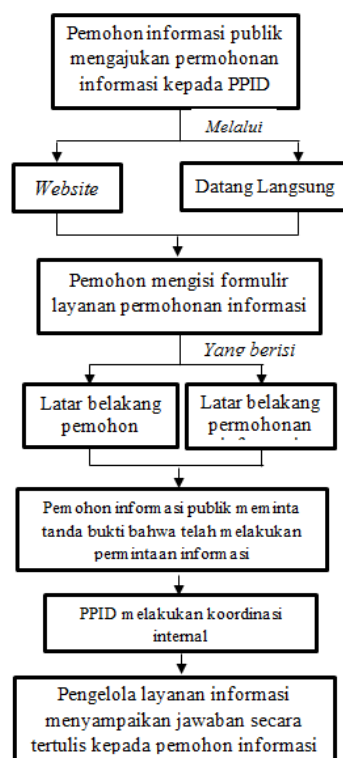 Pemohon informasi publik
mengajukan permohonan
informasi kepada PPID
Melalui
Website
Datang Langsung
Pemohon mengisi formulir
layanan permohonan informasi
Yang berisi
Latar belakang
pemohon
Latar belakang
permohonan
Pemohon informasi publik meminta
tanda bukti bahwa telah melakukan
permintaan informasi
PPID melakukan koordinasi
internal
Pengelola layanan informasi
menyampaikan jawaban secara
tertulis kepada pemohon informasi